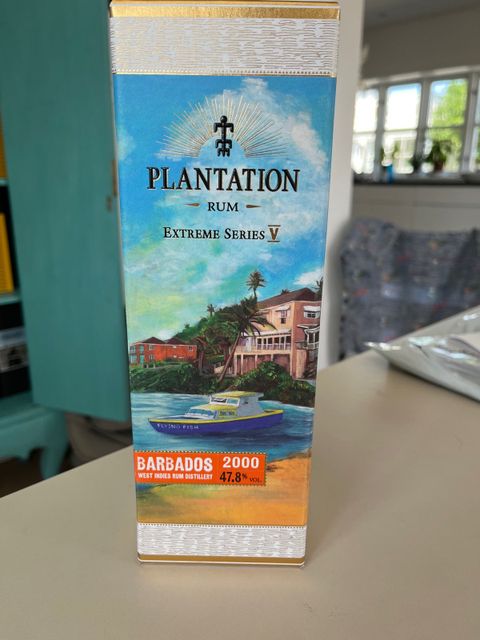 PLANTATION
RUM
EXTREME SERIES V
FLYING FISH
BARBADOS 2000
WEST INDIES RUM DISTILLERY 47.8% VOL.